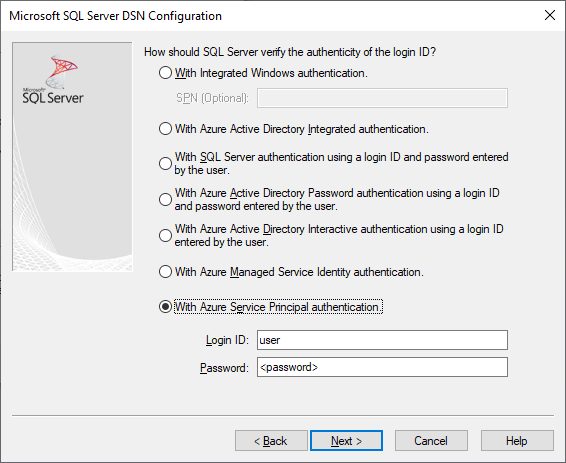 Microsoft SQL Server DSN Configuration
How should SQL Server verify the authenticity of the login ID?
Microsoft
SQL Server
With Integrated Windows authentication.
SPN (Optional):
With Azure Active Directory Integrated authentication.
With SQL Server authentication using a login ID and password entered
by the user.
With Azure Active Directory Password authentication using a login ID
and password entered by the user.
With Azure Active Directory Interactive authentication using a login ID
entered by the user.
With Azure Managed Service Identity authentication.
With Azure Service Principal authentication.
Login ID: user
Password: <password>
< Back Next > Cancel Help